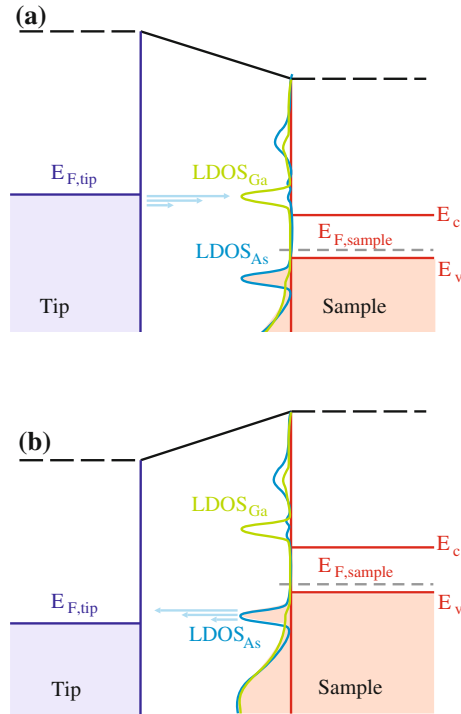 (a)
E_F,tip
LDOS_Ga
E_c
E_F,sample
LDOS_As
E_v
Tip
Sample
(b)
LDOS_Ga
E_c
E_F,sample
E_F,tip
E_v
LDOS_As
Tip
Sample